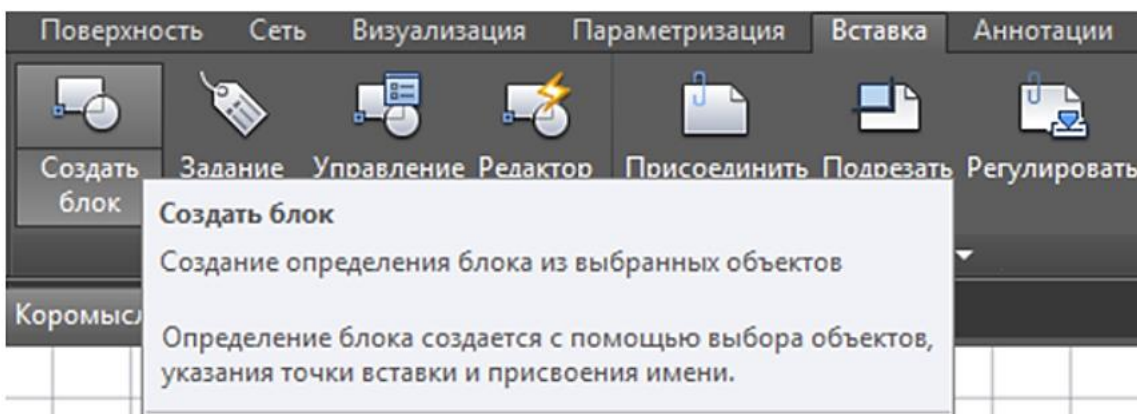 Поверхность Сеть Визуализация Параметризация Вставка Аннотации
Создать Задание Управление Редактор Присоединить Подрезать Регулировать
блок
Создать блок
Создание определения блока из выбранных объектов
Коромысл
Определение блока создается с помощью выбора объектов,
указания точки вставки и присвоения имени.